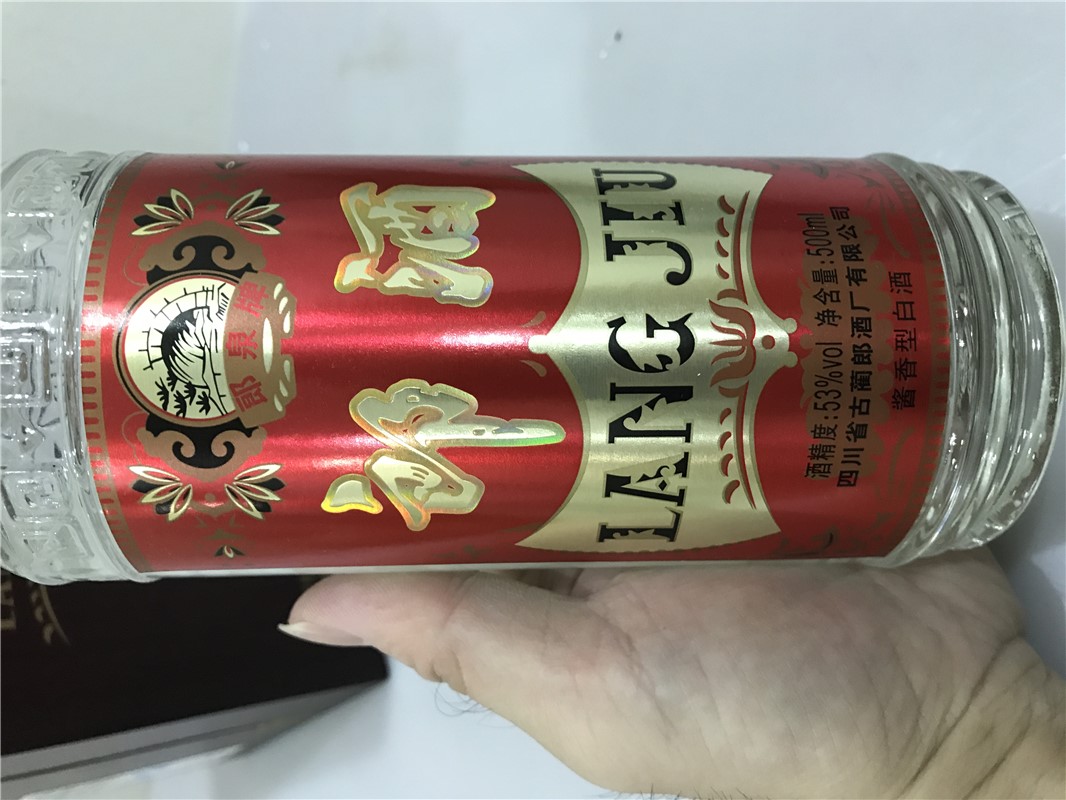 郎泉牌
郎酒
LANG JIU
酒精度:53%vol 净含量:500ml
四川省古蔺郎酒厂有限公司
酱香型白酒